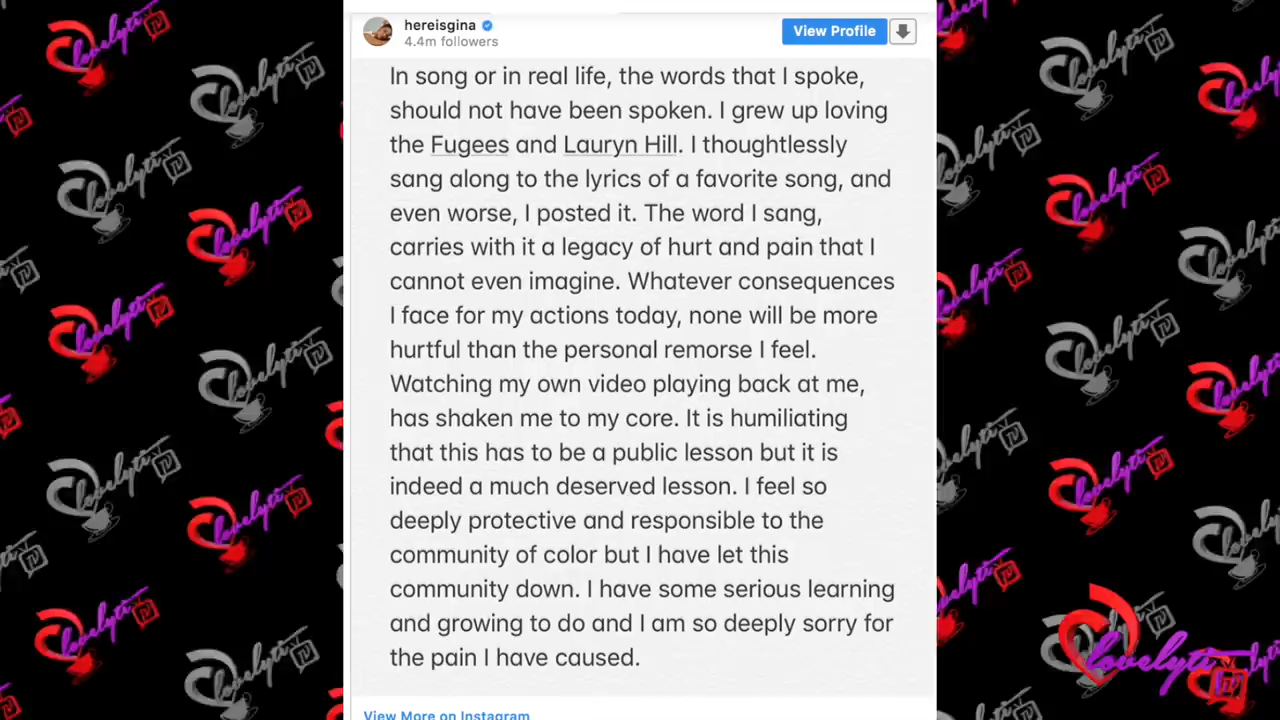 hereisgina
4.4m followers
View Profile
In song or in real life, the words that I spoke,
should not have been spoken. I grew up loving
the Fugees and Lauryn Hill. I thoughtlessly
sang along to the lyrics of a favorite song, and
even worse, I posted it. The word I sang,
carries with it a legacy of hurt and pain that I
cannot even imagine. Whatever consequences
I face for my actions today, none will be more
hurtful than the personal remorse I feel.
Watching my own video playing back at me,
has shaken me to my core. It is humiliating
that this has to be a public lesson but it is
indeed a much deserved lesson. I feel so
deeply protective and responsible to the
community of color but I have let this
community down. I have some serious learning
and growing to do and I am so deeply sorry for
the pain I have caused.
View More on Instagram
lovelyti